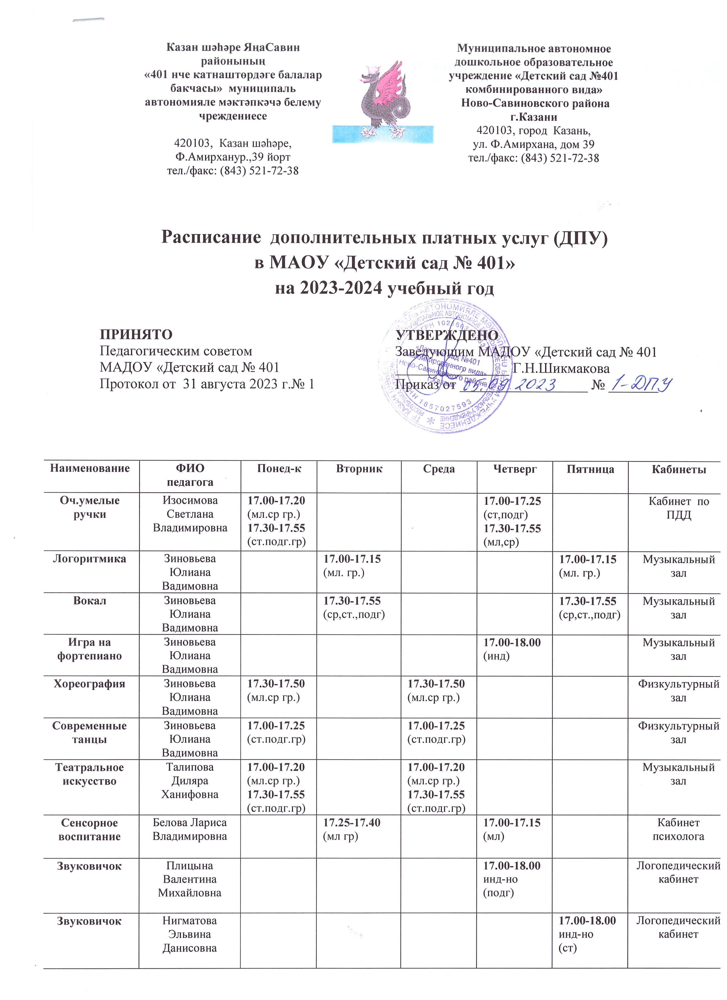 Казан шәһәре ЯңаСавин
районының
«401 нче катнаштөрдәге балалар
бакчасы»  муниципаль
автономияле мәктәпкәчә белему
чреждениесе
420103,  Казан шәһәре,
Ф.Амирханур.,39 йорт
тел./факс: (843) 521-72-38
Муниципальное автономное
дошкольное образовательное
учреждение «Детский сад №401
комбинированного вида»
Ново-Савиновского района
г.Казани
420103, город  Казань,
ул. Ф.Амирхана, дом 39
тел./факс: (843) 521-72-38
Расписание  дополнительных платных услуг (ДПУ)
в МАОУ «Детский сад № 401»
на 2023-2024 учебный год
ПРИНЯТО
Педагогическим советом
МАДОУ «Детский сад № 401
Протокол от  31 августа 2023 г.№ 1
УТВЕРЖДЕНО
Заведующим МАДОУ «Детский сад № 401
Г.Н.Шикмакова
Приказ от 05.09.2023 № 1-ДПУ
«Детский сад №401
комбинированного вида»
Ново-Савиновского района
г.Казани
ИНН 1657027593
Наименование ФИО педагога Понед-к Вторник Среда Четверг Пятница Кабинеты
Оч.умелые Изосимова 17.00-17.20 17.00-17.25 Кабинет  по
ручки Светлана (мл.ср гр.) (ст,подг) ПДД
Владимировна 17.30-17.55 17.30-17.55
(ст.подг.гр) (мл,ср)
Логоритмика Зиновьева 17.00-17.15 17.00-17.15 Музыкальный
Юлиана (мл. гр.) (мл. гр.) зал
Вадимовна
Вокал Зиновьева 17.30-17.55 17.30-17.55 Музыкальный
Юлиана (ср,ст.,подг) (ср,ст.,подг) зал
Вадимовна
Игра на Зиновьева 17.00-18.00 Музыкальный
фортепиано Юлиана (инд) зал
Вадимовна
Хореография Зиновьева 17.30-17.50 17.30-17.50 Физкультурный
Юлиана (мл.ср гр.) (мл.ср гр.) зал
Вадимовна
Современные Зиновьева 17.00-17.25 17.00-17.25 Физкультурный
танцы Юлиана (ст.подг.гр) (ст.подг.гр) зал
Вадимовна
Театральное Талипова 17.00-17.20 17.00-17.20 Музыкальный
искусство Диляра (мл.ср гр.) (мл.ср гр.) зал
Ханифовна 17.30-17.55 17.30-17.55
(ст.подг.гр) (ст.подг.гр)
Сенсорное Белова Лариса 17.25-17.40 17.00-17.15 Кабинет
воспитание Владимировна (мл гр) (мл) психолога
Звуковичок Плицына 17.00-18.00 Логопедический
Валентина инд-но кабинет
Михайловна (подг)
Звуковичок Нигматова 17.00-18.00 Логопедический
Эльвина инд-но кабинет
Данисовна (ст)